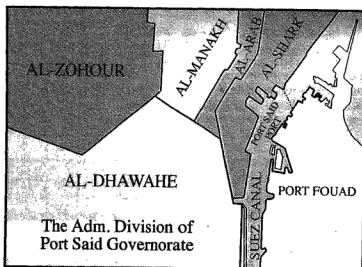 AL-ZOHOUR
AL-MANAKH
AL-ARAB
AL-SHARK
PORT SAID
AL-DHAWAHE
PORT FOUAD
SUEZ CANAL
The Adm. Division of
Port Said Governorate